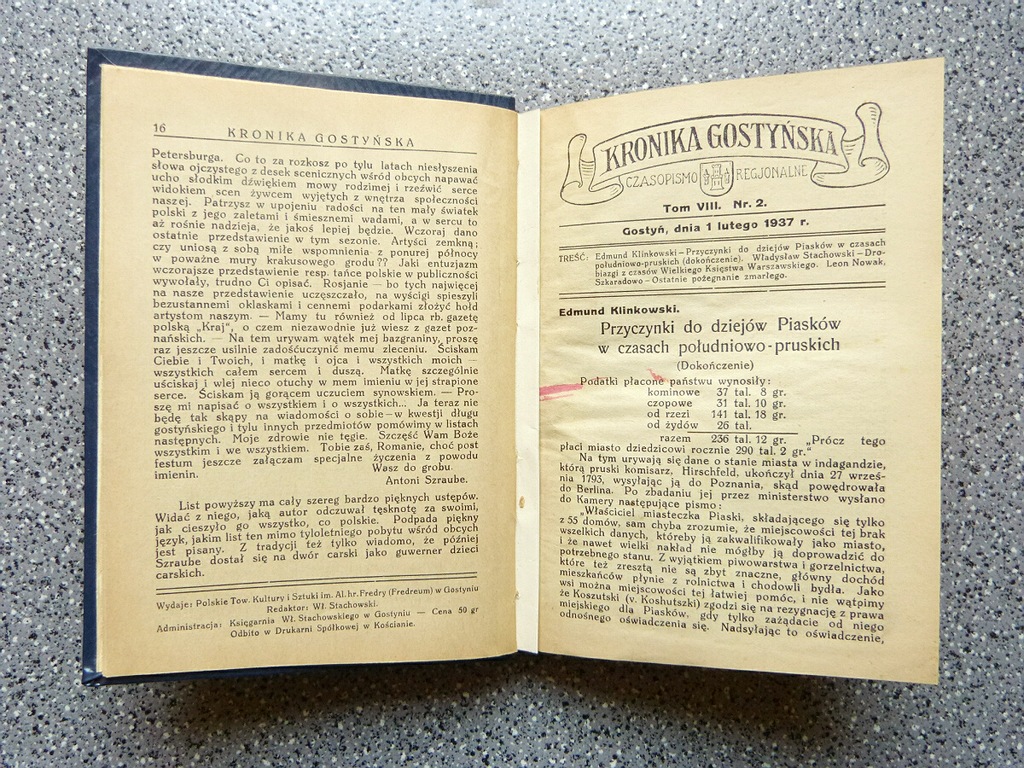 16
KRONIKA GOSTYŃSKA
Petersburga. Co to za rozkosz po tylu latach niesłyszenia
słowa ojczystego z desek scenicznych wśród obcych napawać
ucho słodkim dźwiękiem mowy rodzimej i rzeźwić serce
widokiem scen żywcem wyjętych z wnętrza społeczności
naszej. Patrzysz w upojeniu radości na ten mały światek
polski z jego zaletami i śmiesznemi wadami, a w sercu to
aż rośnie nadzieja, że jakoś lepiej będzie. Wczoraj dano
ostatnie przedstawienie w tym sezonie. Artyści zemkną;
czy uniosą z sobą miłe wspomnienia z ponurej północy
w poważne mury krakusowego grodu?? Jaki entuzjazm
wczorajsze przedstawienie resp. tańce polskie w publiczności
wywołały, trudno Ci opisać. Rosjanie — bo tych najwięcej
na nasze przedstawienie uczęszczało, na wyścigi spieszyli
bezustannemi oklaskami i cennemi podarkami złożyć hołd
artystom naszym. — Mamy tu również od lipca rb. gazetę
polską „Kraj", o czem niezawodnie już wiesz z gazet poz-
nańskich. — Na tem urywam wątek mej bazgraniny, proszę
raz jeszcze usilnie zadośćuczynić memu zleceniu. Ściskam
Ciebie i Twoich, i matkę i ojca i wszystkich moich —
wszystkich całem sercem i duszą. Matkę szczególnie
uściskaj i wlej nieco otuchy w mem imieniu w jej strapione
serce. Ściskam ją gorącem uczuciem synowskiem. — Pro-
szę mi napisać o wszystkiem i o wszystkich... Ja teraz nie
będę tak skąpy na wiadomości o sobie — w kwestji długu
gostyńskiego i tylu innych przedmiotów pomówimy w listach
następnych. Moje zdrowie nie tęgie. Szczęść Wam Boże
wszystkim i we wszystkiem. Tobie zaś, Romanie, choć post
festum jeszcze załączam specjalne życzenia z powodu
imienin. Wasz do grobu
Antoni Szraube.
List powyższy ma cały szereg bardzo pięknych ustępów.
Widać z niego, jaką autor odczuwał tęsknotę za swoimi,
jak cieszyło go wszystko, co polskie. Podpada piękny
język, jakim list ten mimo tyloletniego pobytu wśród obcych
jest pisany. Z tradycji też tylko wiadomo, że później
Szraube dostał się na dwór carski jako guwerner dzieci
carskich.
Wydaje: Polskie Tow. Kultury i Sztuki im. Al. hr. Fredry (Fredreum) w Gostyniu
Redaktor: Wł. Stachowski.
Administracja: Księgarnia Wł. Stachowskiego w Gostyniu — Cena 50 gr
Odbito w Drukarni Spółkowej w Kościanie.
KRONIKA GOSTYŃSKA
CZASOPISMO REGJONALNE
Tom VIII. Nr. 2.
Gostyń, dnia 1 lutego 1937 r.
TREŚĆ: Edmund Klinkowski – Przyczynki do dziejów Piasków w czasach
południowo-pruskich (dokończenie). Władysław Stachowski – Dro-
biazgi z czasów Wielkiego Księstwa Warszawskiego. Leon Nowak,
Szkaradowo – Ostatnie pożegnanie zmarłego.
Edmund Klinkowski.
Przyczynki do dziejów Piasków
w czasach południowo-pruskich
(Dokończenie)
Podatki płacone państwu wynosiły:
kominowe 37 tal. 8 gr.
czopowe 31 tal. 10 gr.
od rzezi 141 tal. 18 gr.
od żydów 26 tal.
razem 236 tal. 12 gr. „Prócz tego
płaci miasto dziedzicowi rocznie 290 tal. 2 gr."
Na tym urywają się dane o stanie miasta w indagandzie,
którą pruski komisarz, Hirschfeld, ukończył dnia 27 wrześ-
nia 1793, wysyłając ją do Poznania, skąd powędrowała
do Berlina. Po zbadaniu jej przez ministerstwo wysłano
do Kamery następujące pismo:
„Właściciel miasteczka Piaski, składającego się tylko
z 55 domów, sam chyba zrozumie, że miejscowości tej brak
wszelkich danych, któreby ją zakwalifikowały jako miasto,
i że nawet wielki nakład nie mógłby ją doprowadzić do
potrzebnego stanu. Z wyjątkiem piwowarstwa i gorzelnictwa,
które też zresztą nie są zbyt znaczne, główny dochód
mieszkańców płynie z rolnictwa i chodowli bydła. Jako
wsi można miejscowości tej łatwiej pomóc, i nie wątpimy
że Koszutski (v. Koshutszki) zgodzi się na rezygnację z prawa
miejskiego dla Piasków, gdy tylko zażądacie od niego
odnośnego oświadczenia się. Nadsyłając to oświadczenie,